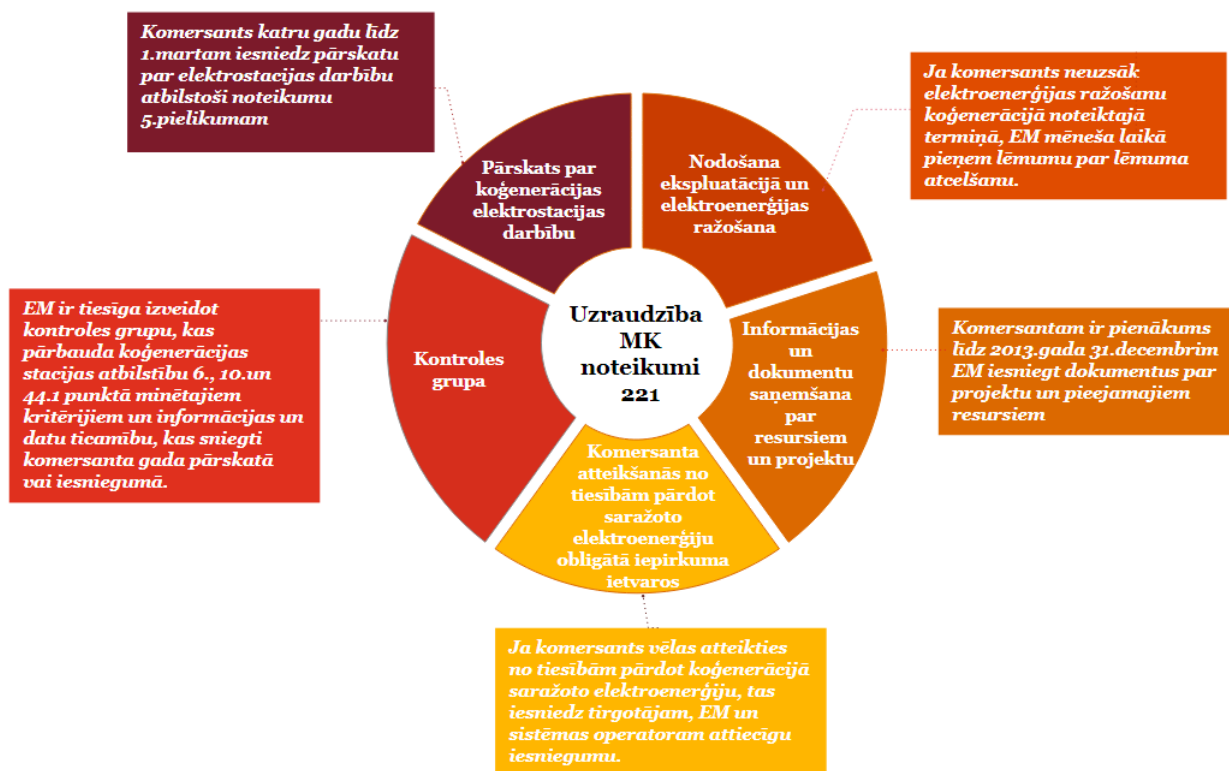 Komersants katru gadu līdz
1.martam iesniedz pārskatu
par elektrostacijas darbību
atbilstoši noteikumu
5.pielikumam
Ja komersants neuzsāk
elektroenerģijas ražošanu
koģenerācijā noteiktajā
termiņā, EM mēneša laikā
pieņem lēmumu par lēmuma
atcelšanu.
Pārskats par
koģenerācijas
elektrostacijas
darbību
Nodošana
ekspluatācijā un
elektroenerģijas
ražošana
EM ir tiesīga izveidot
kontroles grupu, kas
pārbauda koģenerācijas
stacijas atbilstību 6., 10.un
44.1 punktā minētajiem
kritērijiem un informācijas un
datu ticamību, kas sniegti
komersanta gada pārskatā
vai iesniegumā.
Kontroles
grupa
Uzraudzība
MK
noteikumi
221
Informācijas
un
dokumentu
saņemšana
par
resursiem
un projektu
Komersantam ir pienākums
līdz 2013.gada 31.decembrim
EM iesniegt dokumentus par
projektu un pieejamajiem
resursiem
Komersanta
atteikšanās no
tiesībām pārdot
saražoto
elektroenerģiju
obligātā iepirkuma
ietvaros
Ja komersants vēlas atteikties
no tiesībām pārdot koģenerācijā
saražoto elektroenerģiju, tas
iesniedz tirgotājam, EM un
sistēmas operatoram attiecīgu
iesniegumu.